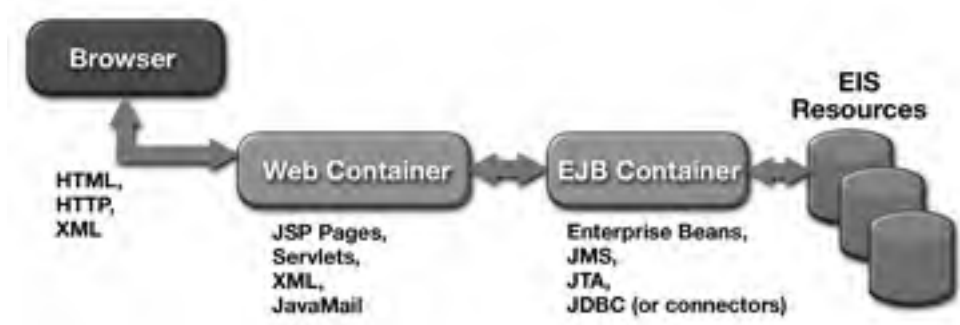 Browser
EIS
Resources
Web Container
EJB Container
HTML,
HTTP,
XML
JSP Pages,
Servlets,
XML,
JavaMail
Enterprise Beans,
JMS,
JTA,
JDBC (or connectors)